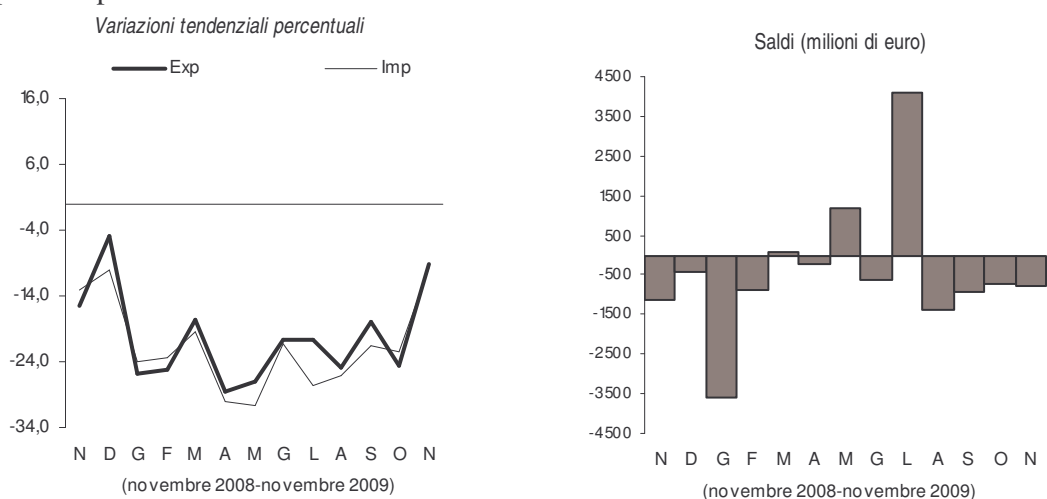 Variazioni tendenziali percentuali
Exp
Imp
16,0
6,0
-4,0
-14,0
-24,0
-34,0
N D G F M A M G L A S O N
(novembre 2008-novembre 2009)
Saldi (milioni di euro)
4500
3500
2500
1500
500
-500
-1500
-2500
-3500
-4500
N D G F M A M G L A S O N
(novembre 2008-novembre 2009)